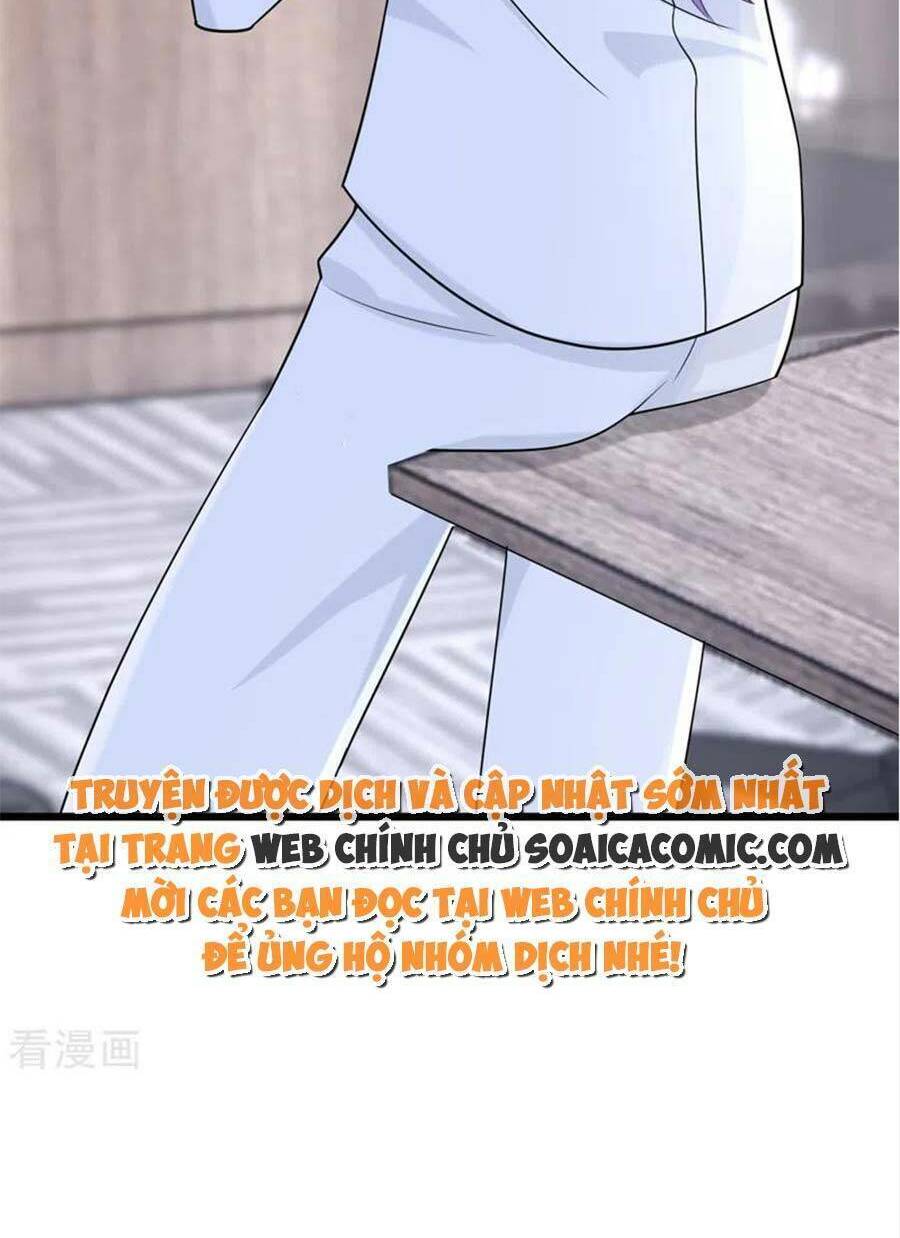 TRUYỆN ĐƯỢC DỊCH VÀ CẬP NHẬT SỚM NHẤT
TẠI TRANG WEB CHÍNH CHỦ SOAICACOMIC.COM
MỜI CÁC BẠN ĐỌC TẠI WEB CHÍNH CHỦ
ĐỂ ỦNG HỘ NHÓM DỊCH NHÉ!
看漫画